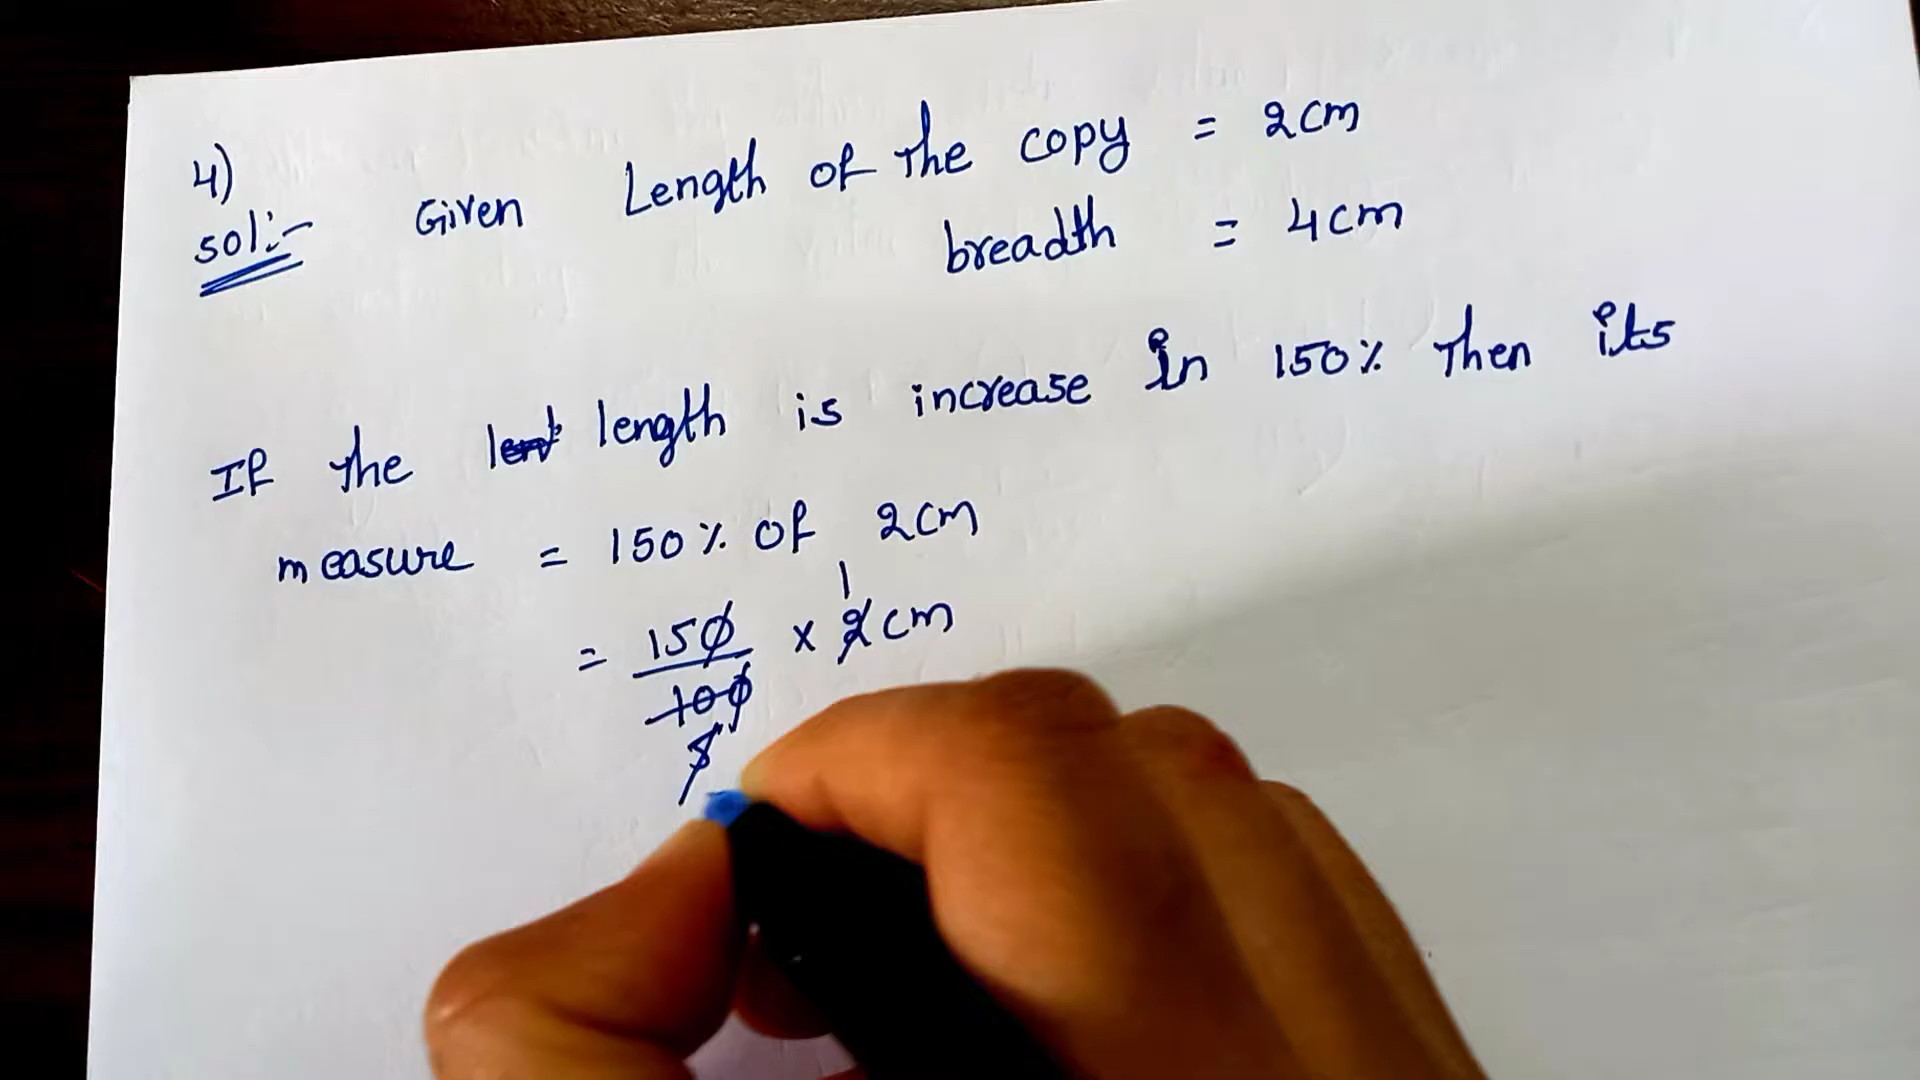 4)
Sol:- Given Length of the copy = 2cm
breadth = 4cm
If the length is increase in 150% then its
measure = 150% of 2cm
1
= 150/100 × 2cm
5